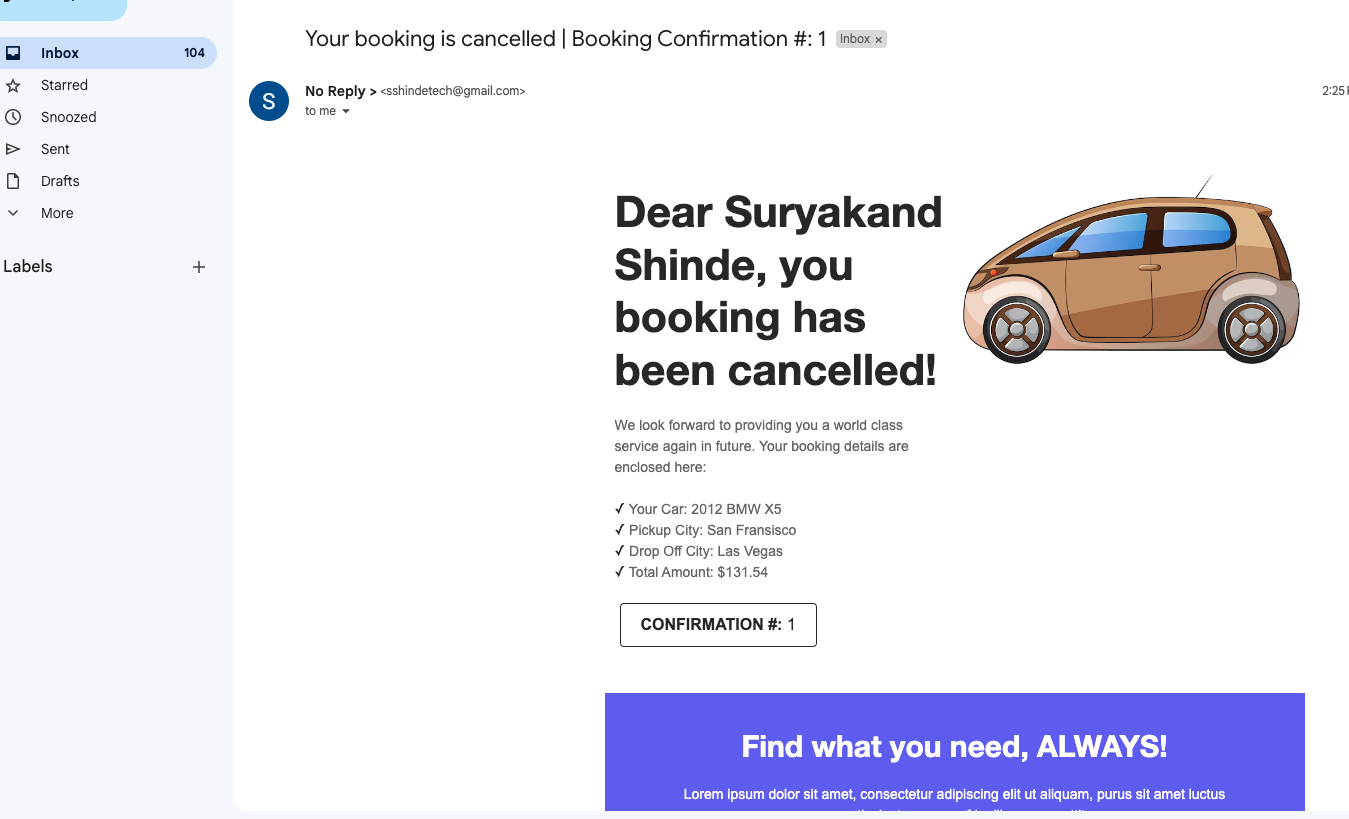 Your booking is cancelled | Booking Confirmation #: 1 Inbox ×
Inbox 104
Starred
Snoozed
Sent
Drafts
More
Labels +
S
No Reply > <sshindetech@gmail.com>
2:25
to me
Dear Suryakand
Shinde, you
booking has
been cancelled!
We look forward to providing you a world class
service again in future. Your booking details are
enclosed here:
✓ Your Car: 2012 BMW X5
✓ Pickup City: San Fransisco
✓ Drop Off City: Las Vegas
✓ Total Amount: $131.54
CONFIRMATION #: 1
Find what you need, ALWAYS!
Lorem ipsum dolor sit amet, consectetur adipiscing elit ut aliquam, purus sit amet luctus